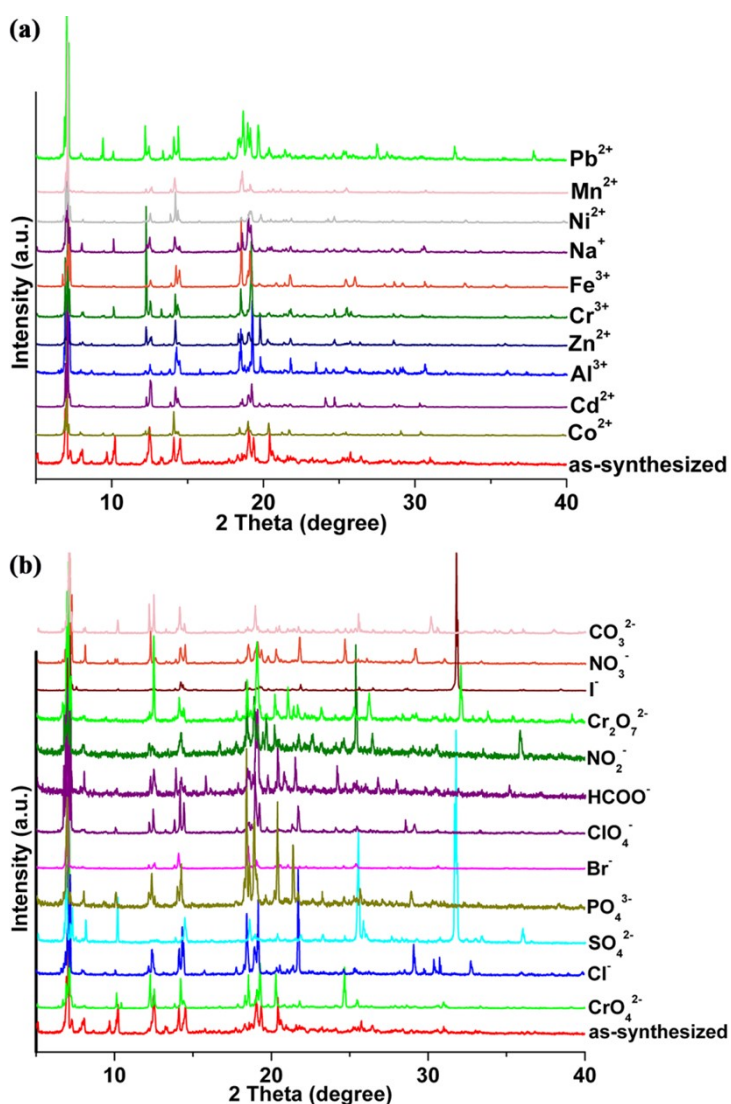 (a)
Intensity (a.u.)
Pb²⁺
Mn²⁺
Ni²⁺
Na⁺
Fe³⁺
Cr³⁺
Zn²⁺
Al³⁺
Cd²⁺
Co²⁺
as-synthesized
10 20 30 40
2 Theta (degree)
(b)
Intensity (a.u.)
CO₃²⁻
NO₃⁻
I⁻
Cr₂O₇²⁻
NO₂⁻
HCOO⁻
ClO₄⁻
Br⁻
PO₄³⁻
SO₄²⁻
Cl⁻
CrO₄²⁻
as-synthesized
10 20 30 40
2 Theta (degree)